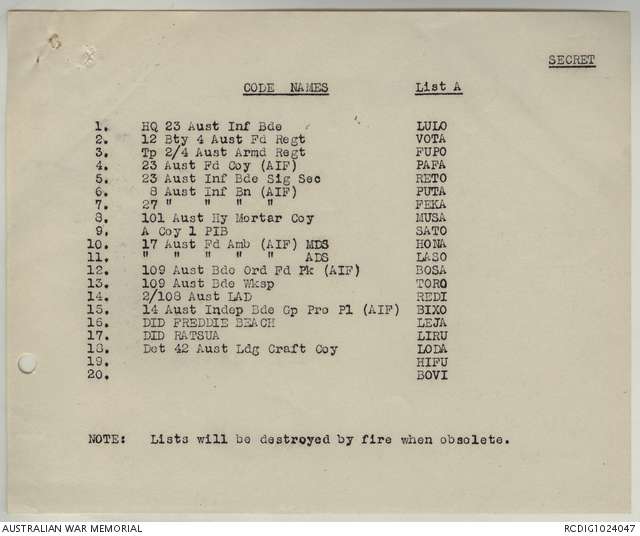 SECRET
CODE NAMES List A
1. HQ 23 Aust Inf Bde LULO
2. 12 Bty 4 Aust Fd Regt VOTA
3. Tp 2/4 Aust Armd Regt FUPO
4. 23 Aust Fd Coy (AIF) PAFA
5. 23 Aust Inf Bde Sig Sec RETO
6. 8 Aust Inf Bn (AIF) PUTA
7. 27 " " " " FEKA
8. 101 Aust Hy Mortar Coy MUSA
9. A Coy 1 PIB SATO
10. 17 Aust Fd Amb (AIF) MDS HONA
11. " " " " " ADS LASO
12. 109 Aust Bde Ord Fd Pk (AIF) BOSA
13. 109 Aust Bde Wksp TORO
14. 2/108 Aust LAD REDI
15. 14 Aust Indep Bde Gp Pro Pl (AIF) BIXO
16. DID FREDDIE BEACH LEJA
17. DID RATSUA LIRU
18. Det 42 Aust Ldg Craft Coy LODA
19. HIFU
20. BOVI
NOTE: Lists will be destroyed by fire when obsolete.
AUSTRALIAN WAR MEMORIAL RCDIG1024047